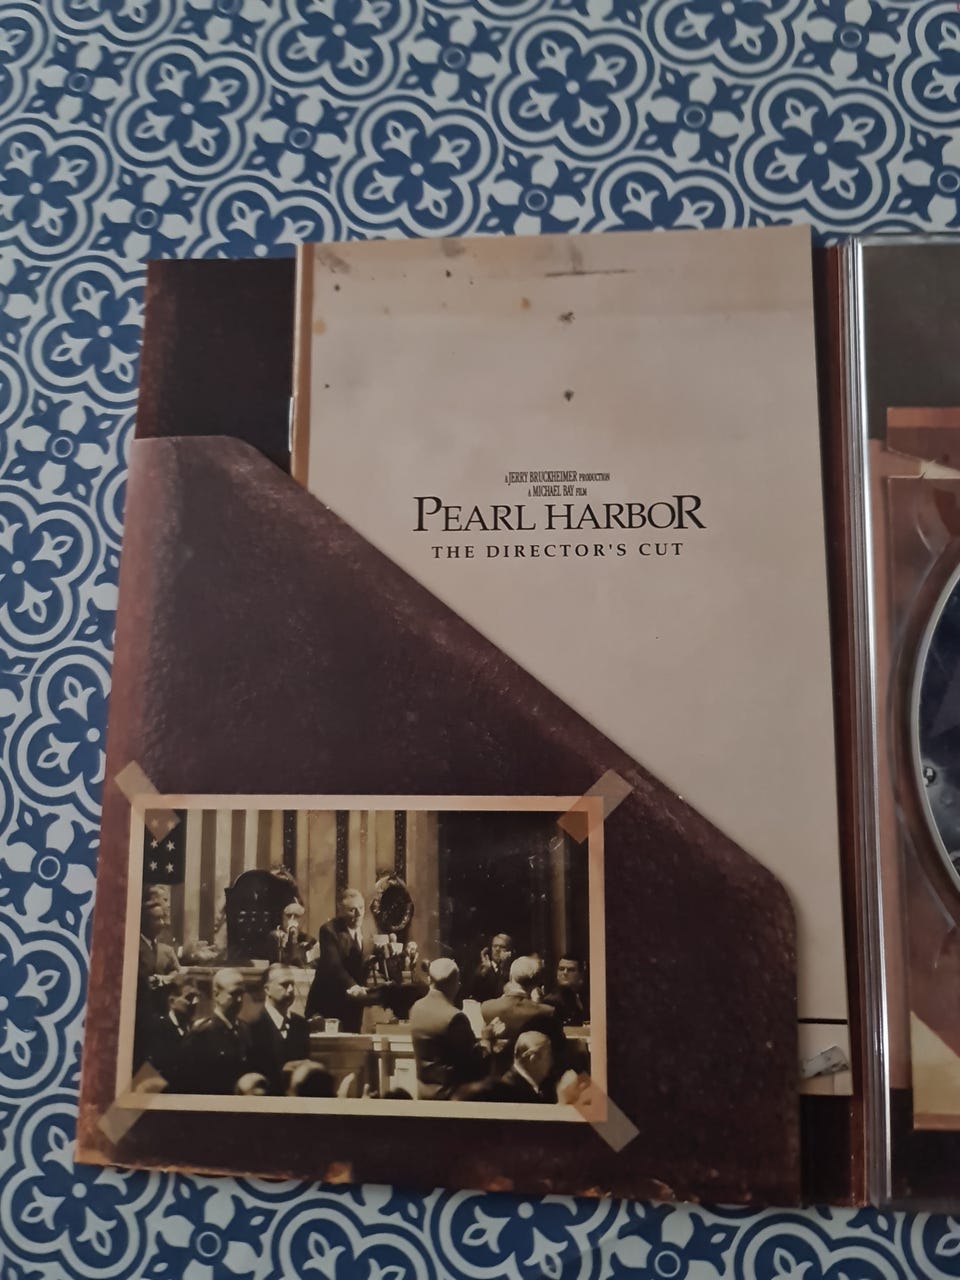 A JERRY BRUCKHEIMER PRODUCTION
A MICHAEL BAY FILM
PEARL HARBOR
THE DIRECTOR'S CUT